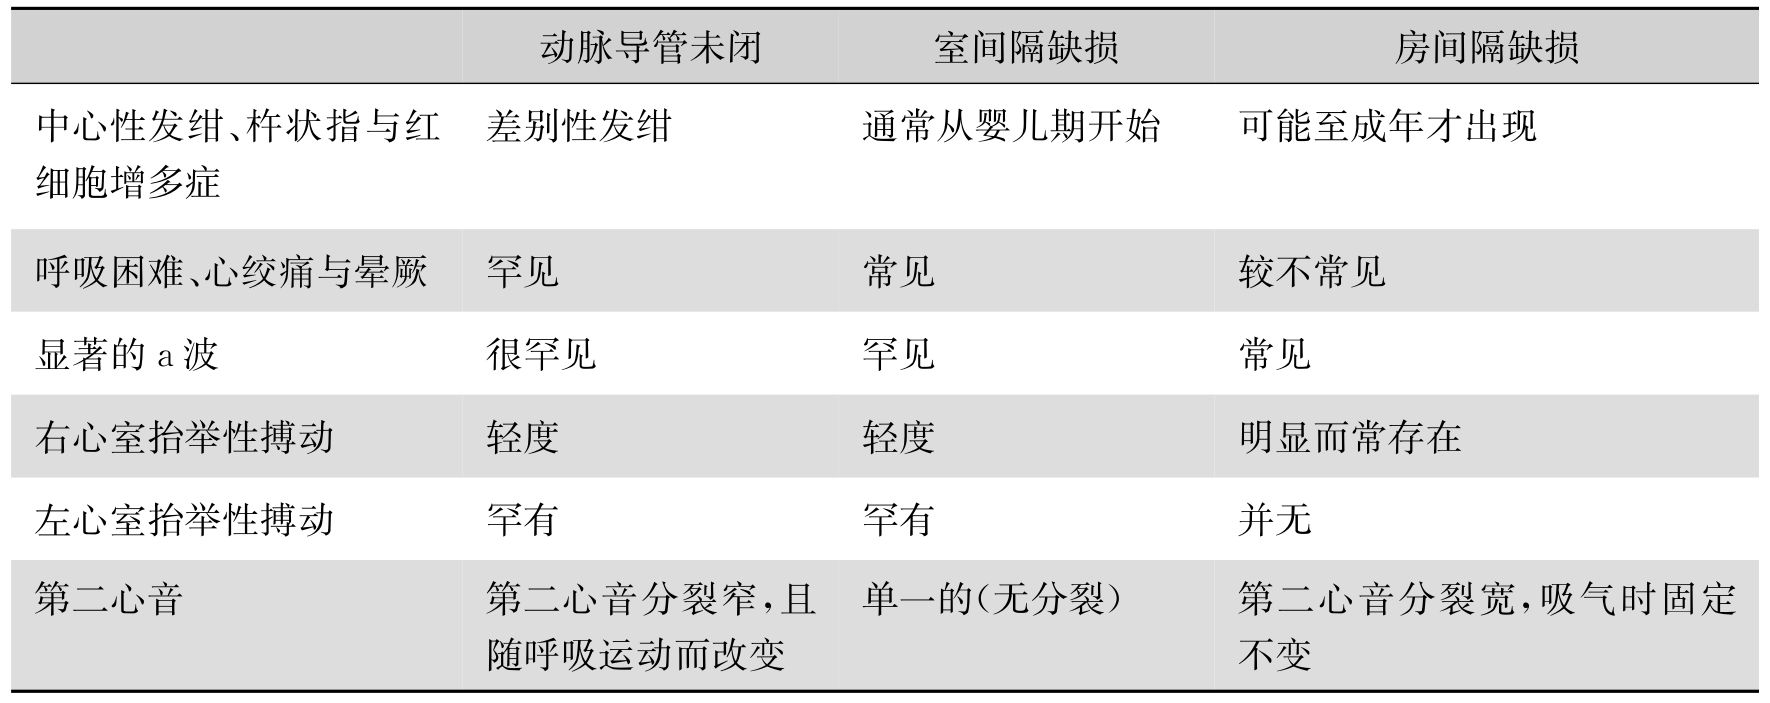 动脉导管未闭 室间隔缺损 房间隔缺损
中心性发绀、杵状指与红 差别性发绀 通常从婴儿期开始 可能至成年才出现
细胞增多症
呼吸困难、心绞痛与晕厥 罕见 常见 较不常见
显著的 a 波 很罕见 罕见 常见
右心室抬举性搏动 轻度 轻度 明显而常存在
左心室抬举性搏动 罕有 罕有 并无
第二心音 第二心音分裂窄,且 单一的(无分裂) 第二心音分裂宽,吸气时固定
随呼吸运动而改变 不变